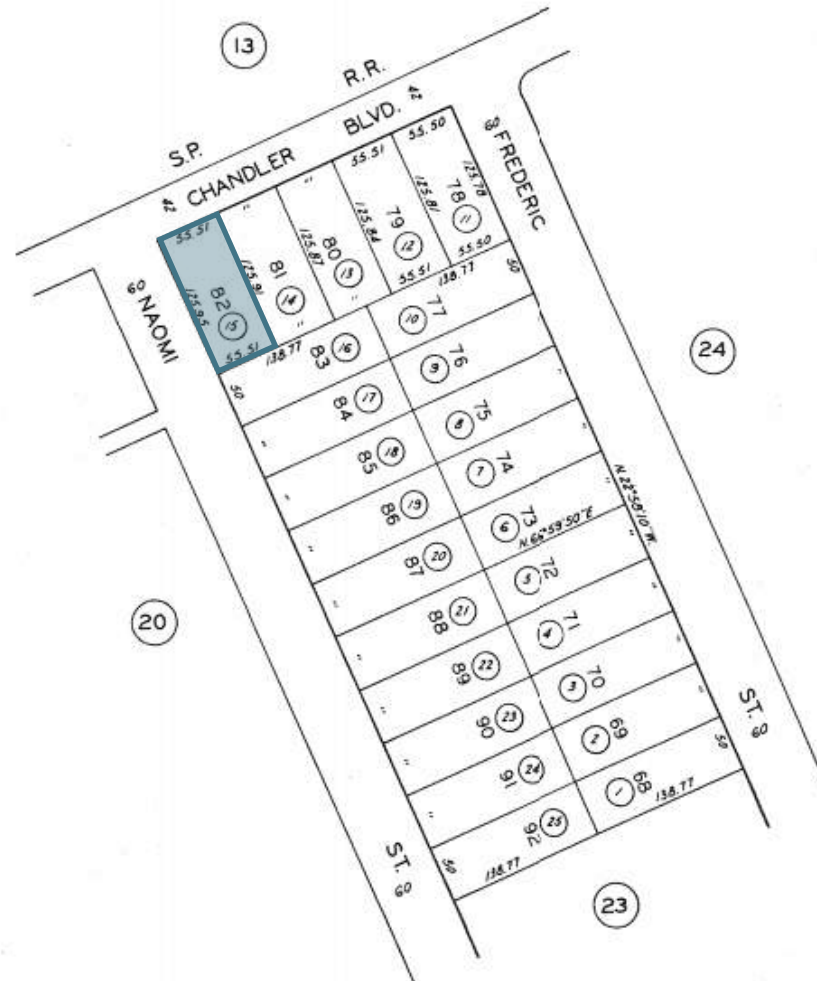 13
S.P. R.R.
42 CHANDLER BLVD. 42
60 NAOMI ST. 60
60 FREDERIC ST. 60
55.51 " " 55.51 55.50
125.95 125.91 125.87 125.84 125.81 125.78
82 15
81 14
80 13
79 12
78 11
55.51 " " 55.51 55.50
138.77 138.77
50 83 16 10 77 50
" 84 17 9 76 "
" 85 18 8 75 "
" 86 19 7 74 "
N. 22°58'10" W.
" 87 20 6 73 "
N. 66°59'50" E
" 88 21 5 72 "
" 89 22 4 71 "
" 90 23 3 70 "
" 91 24 2 69 "
50 92 25 1 68 50
138.77 138.77
24
20
23